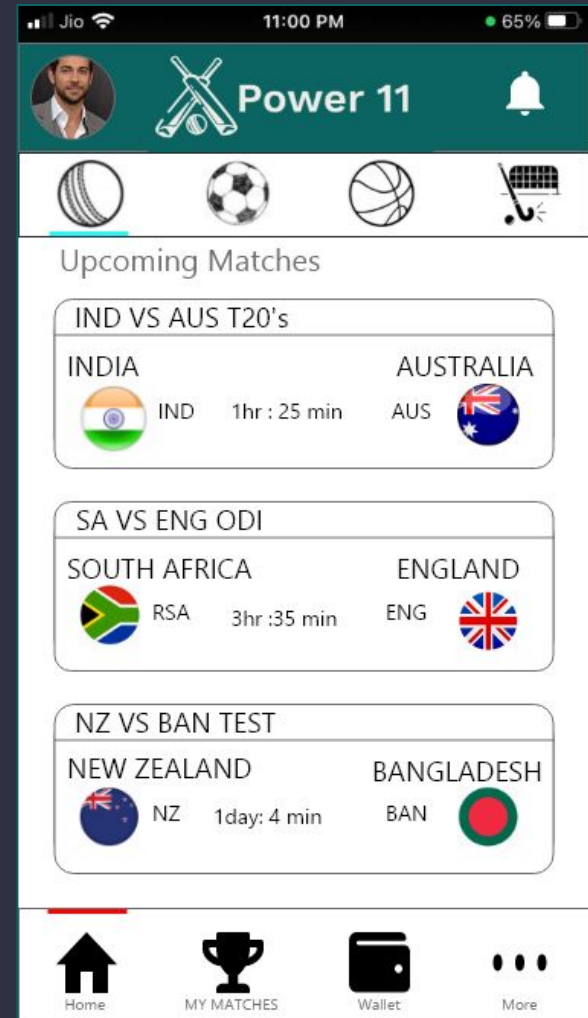 Jio 11:00 PM 65%
Power 11
Upcoming Matches
IND VS AUS T20's
INDIA AUSTRALIA
IND 1hr : 25 min AUS
SA VS ENG ODI
SOUTH AFRICA ENGLAND
RSA 3hr :35 min ENG
NZ VS BAN TEST
NEW ZEALAND BANGLADESH
NZ 1day: 4 min BAN
Home MY MATCHES Wallet More